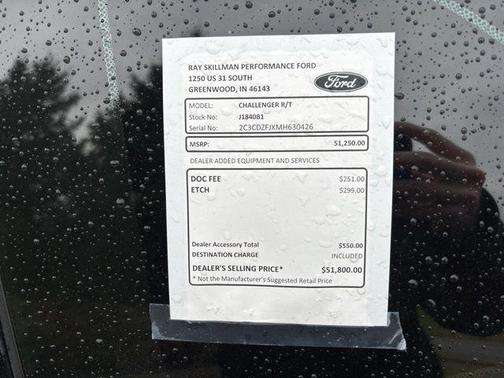 RAY SKILLMAN PERFORMANCE FORD
1250 US 31 SOUTH
GREENWOOD, IN 46143
Ford
MODEL: CHALLENGER R/T
Stock No: J1840B1
Serial No: 2C3CDZFJXMH630426
MSRP: 51,250.00
DEALER ADDED EQUIPMENT AND SERVICES
DOC FEE $251.00
ETCH $299.00
Dealer Accessory Total $550.00
DESTINATION CHARGE INCLUDED
DEALER'S SELLING PRICE* $51,800.00
* Not the Manufacturer's Suggested Retail Price